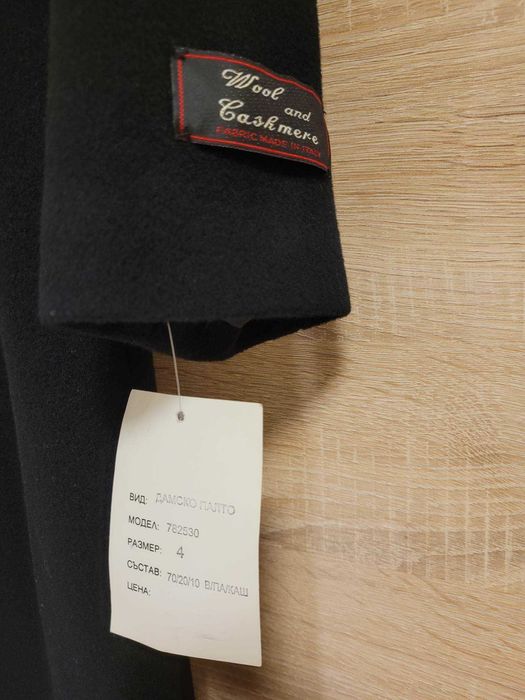 Wool and
Cashmere
FABRIC MADE IN ITALY
ВИД: ДАМСКО ПАЛТО
МОДЕЛ: 782530
РАЗМЕР: 4
СЪСТАВ: 70/20/10 В/ПА/КАШ
ЦЕНА: